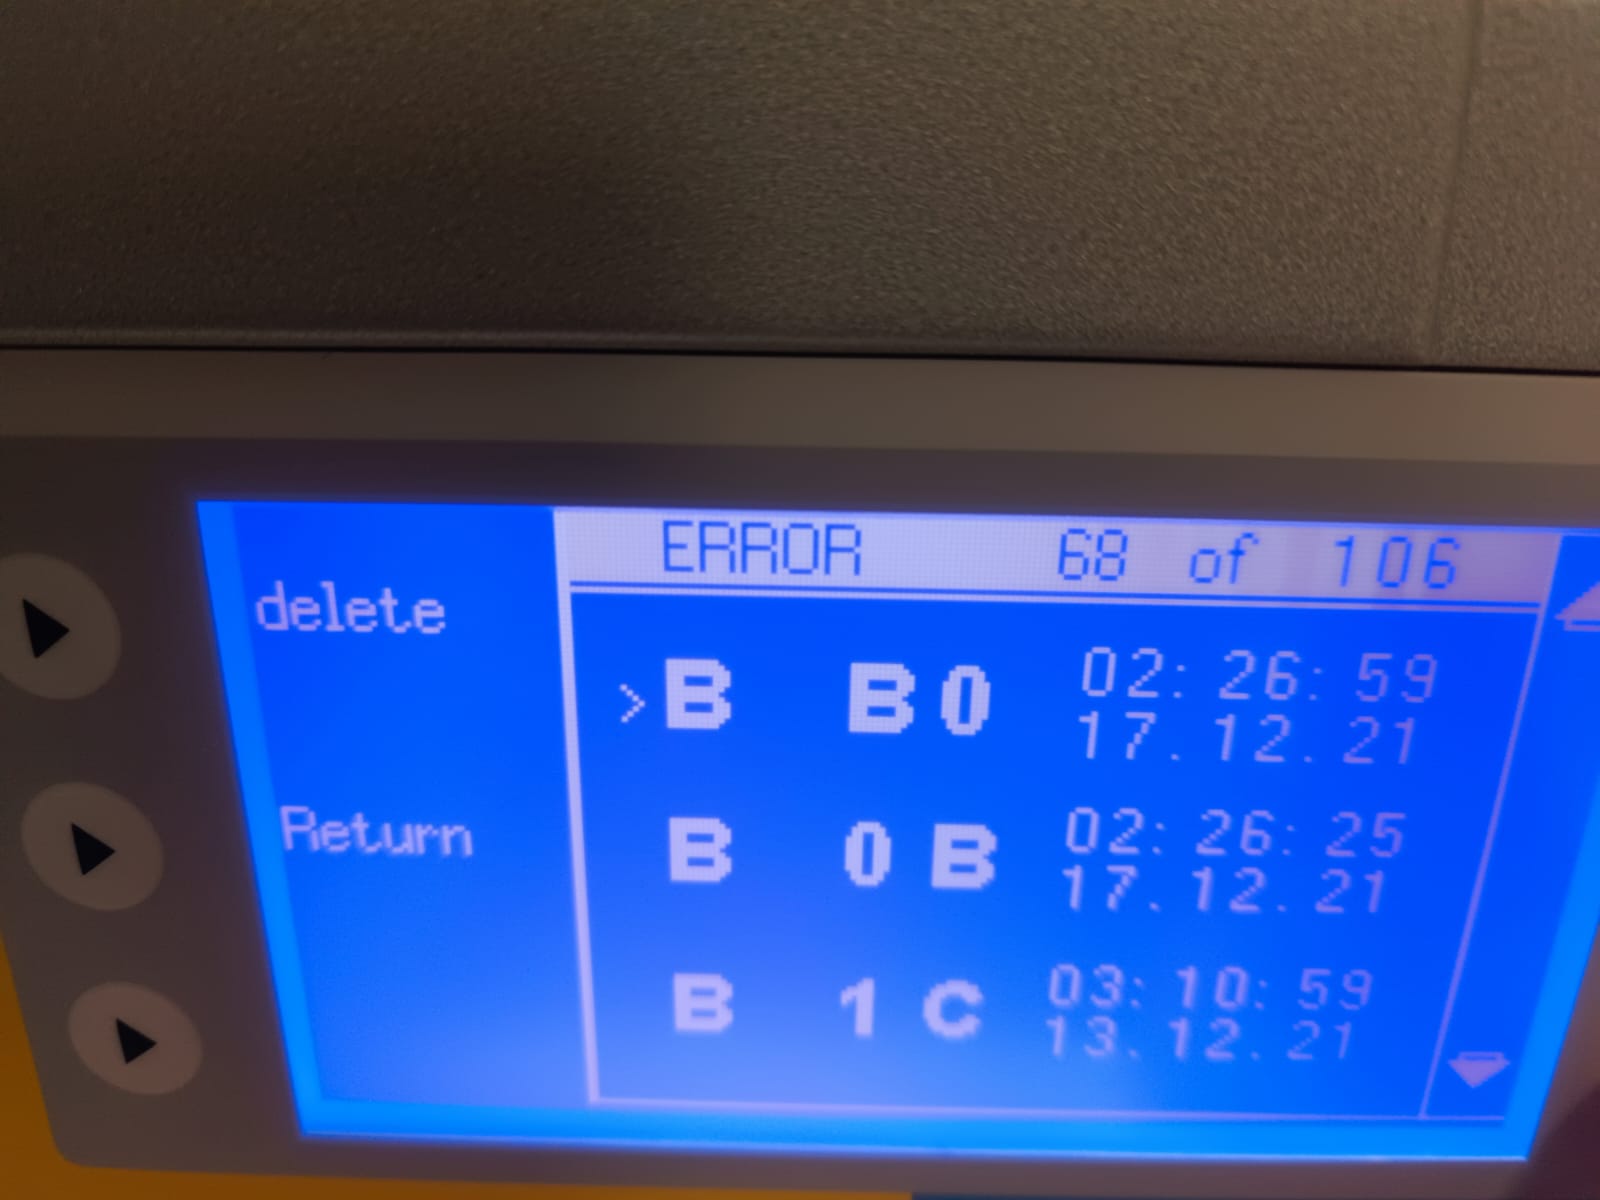 ERROR 68 of 106
delete
>B B0 02:26:59
17.12.21
Return
B 0B 02:26:25
17.12.21
B 1C 03:10:59
13.12.21